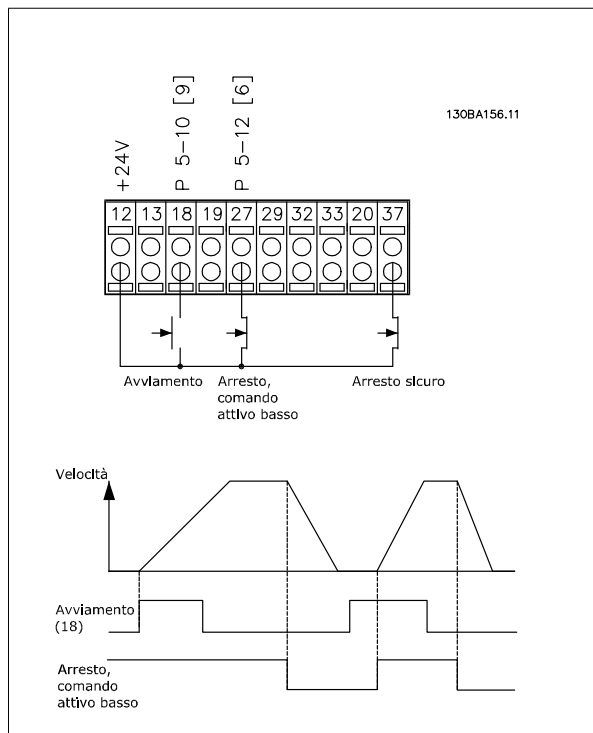 130BA156.11
+24V
P 5-10 [9]
P 5-12 [6]
12 13 18 19 27 29 32 33 20 37
Avviamento
Arresto,
comando
attivo basso
Arresto sicuro
Velocità
Avviamento
(18)
Arresto,
comando
attivo basso